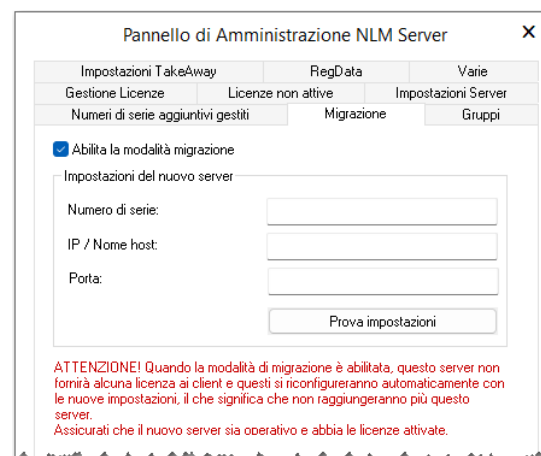 Pannello di Amministrazione NLM Server
Impostazioni TakeAway RegData Varie
Gestione Licenze Licenze non attive Impostazioni Server
Numeri di serie aggiuntivi gestiti Migrazione Gruppi
Abilita la modalità migrazione
Impostazioni del nuovo server
Numero di serie:
IP / Nome host:
Porta:
Prova impostazioni
ATTENZIONE! Quando la modalità di migrazione è abilitata, questo server non
fornirà alcuna licenza ai client e questi si riconfigureranno automaticamente con
le nuove impostazioni, il che significa che non raggiungeranno più questo
server.
Assicurati che il nuovo server sia operativo e abbia le licenze attivate.